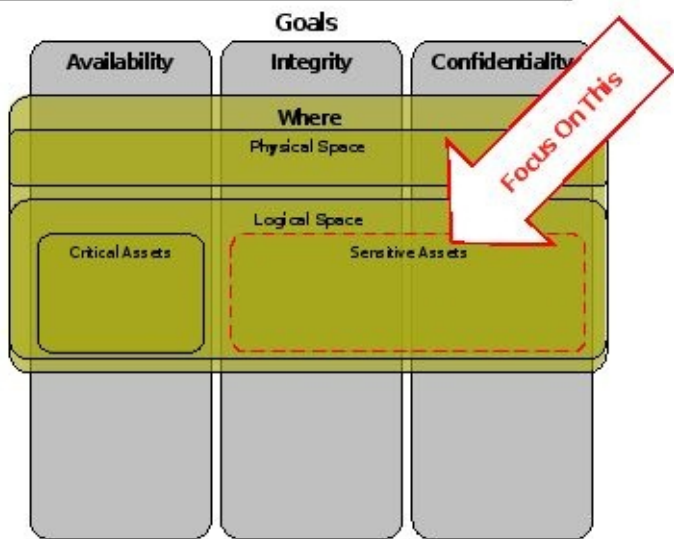 Goals
Availability Integrity Confidentiality
Where
Physical Space
Focus On This
Logical Space
Critical Assets Sensitive Assets